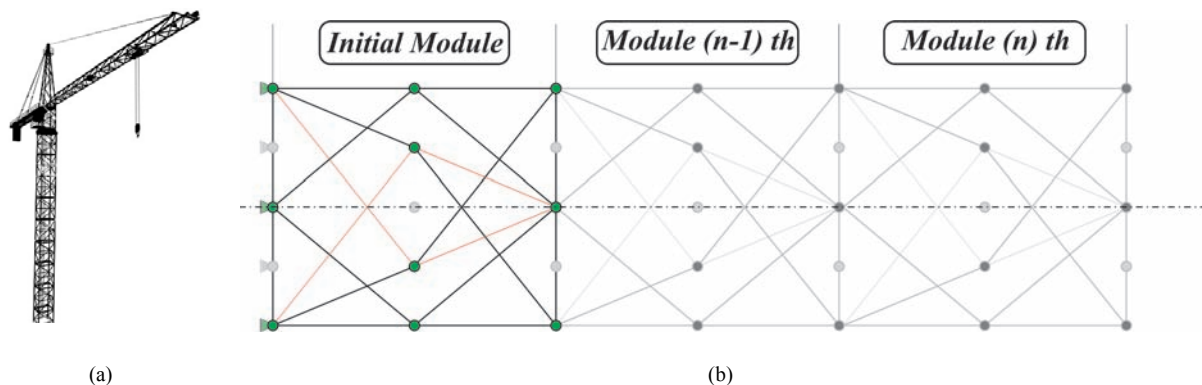 Initial Module
Module (n-1) th
Module (n) th
(a)
(b)